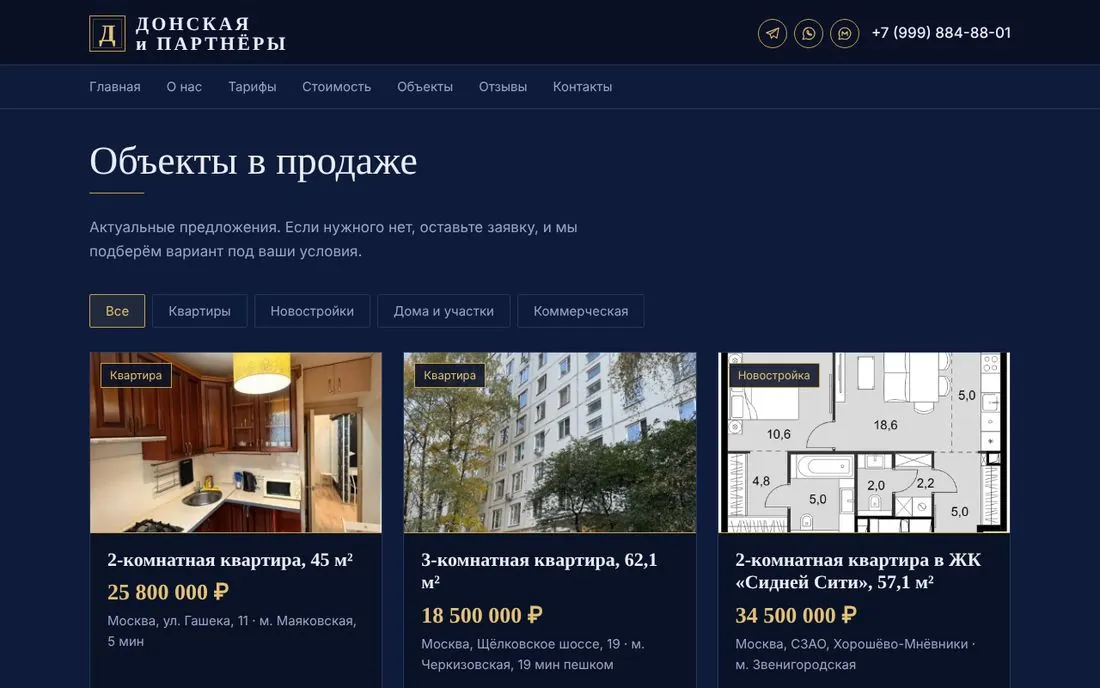 Д
ДОНСКАЯ
и ПАРТНЁРЫ
+7 (999) 884-88-01
Главная О нас Тарифы Стоимость Объекты Отзывы Контакты
Объекты в продаже
Актуальные предложения. Если нужного нет, оставьте заявку, и мы
подберём вариант под ваши условия.
Все Квартиры Новостройки Дома и участки Коммерческая
Квартира
2-комнатная квартира, 45 м²
25 800 000 ₽
Москва, ул. Гашека, 11 · м. Маяковская,
5 мин
Квартира
3-комнатная квартира, 62,1
м²
18 500 000 ₽
Москва, Щёлковское шоссе, 19 · м.
Черкизовская, 19 мин пешком
Новостройка
5,0
18,6
10,6
4,8
5,0
2,0
2,2
5,0
2-комнатная квартира в ЖК
«Сидней Сити», 57,1 м²
34 500 000 ₽
Москва, СЗАО, Хорошёво-Мнёвники ·
м. Звенигородская